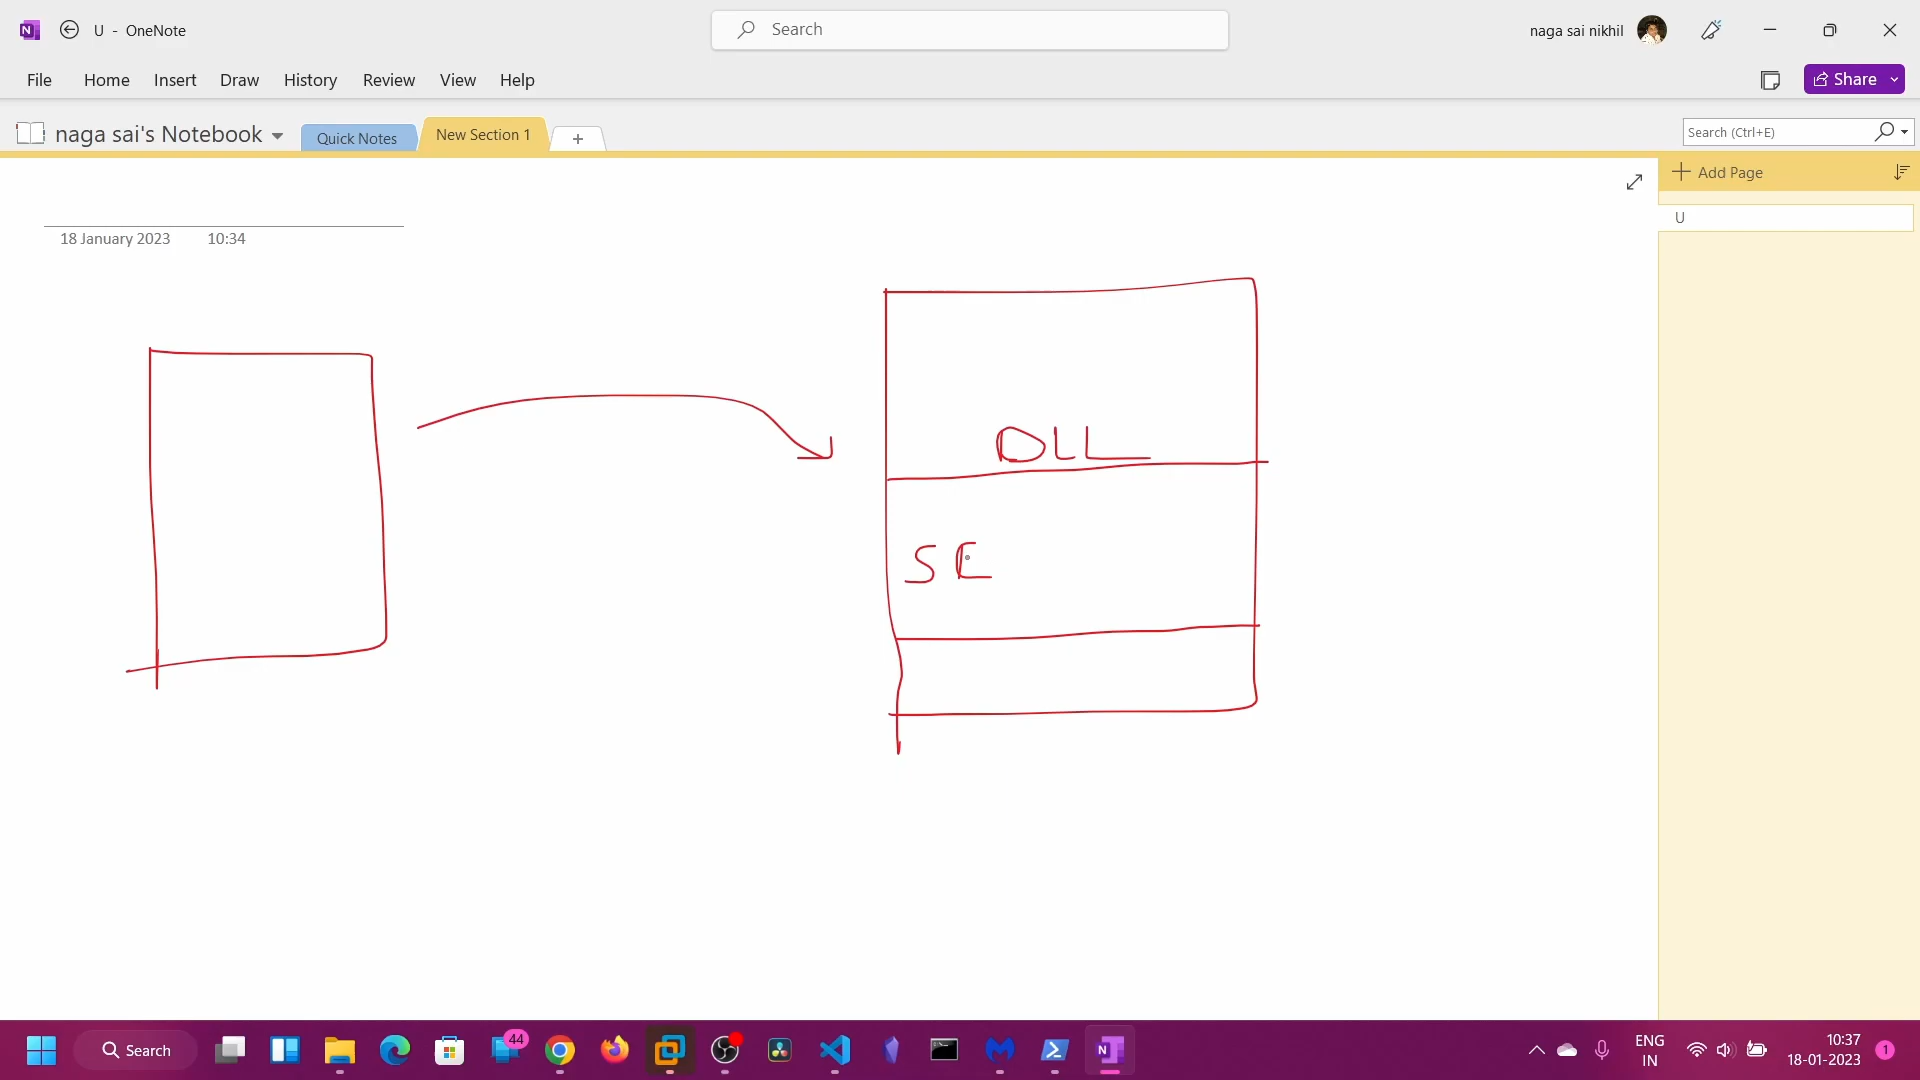 U - OneNote
Search
naga sai nikhil
File Home Insert Draw History Review View Help
Share
naga sai's Notebook
Quick Notes
New Section 1
Search (Ctrl+E)
Add Page
U
18 January 2023 10:34
DLL
SE
Search
44
ENG
IN
10:37
18-01-2023
1